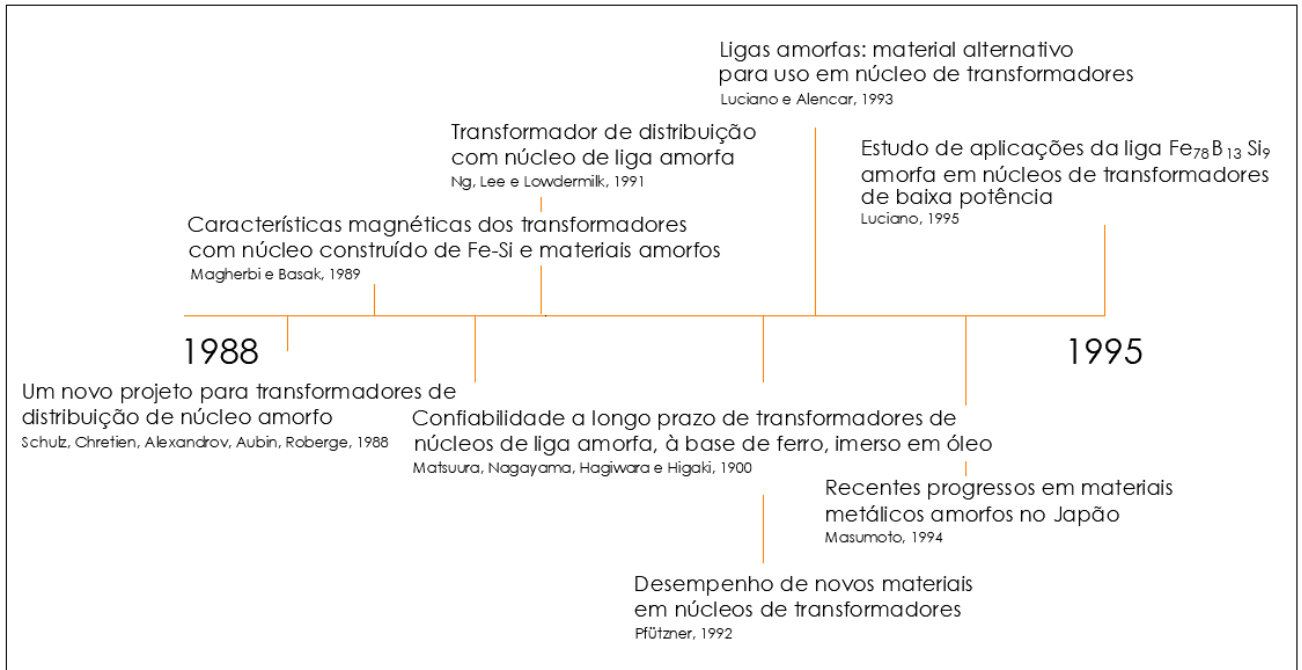 Ligas amorfas: material alternativo
para uso em núcleo de transformadores
Luciano e Alencar, 1993
Transformador de distribuição
com núcleo de liga amorfa
Ng, Lee e Lowdermilk, 1991
Estudo de aplicações da liga Fe₇₈B₁₃Si₉
amorfa em núcleos de transformadores
de baixa potência
Luciano, 1995
Características magnéticas dos transformadores
com núcleo construído de Fe-Si e materiais amorfos
Magherbi e Basak, 1989
1988
1995
Um novo projeto para transformadores de
distribuição de núcleo amorfo
Schulz, Chretien, Alexandrov, Aubin, Roberge, 1988
Confiabilidade a longo prazo de transformadores de
núcleos de liga amorfa, à base de ferro, imerso em óleo
Matsuura, Nagayama, Hagiwara e Higaki, 1900
Recentes progressos em materiais
metálicos amorfos no Japão
Masumoto, 1994
Desempenho de novos materiais
em núcleos de transformadores
Pfützner, 1992